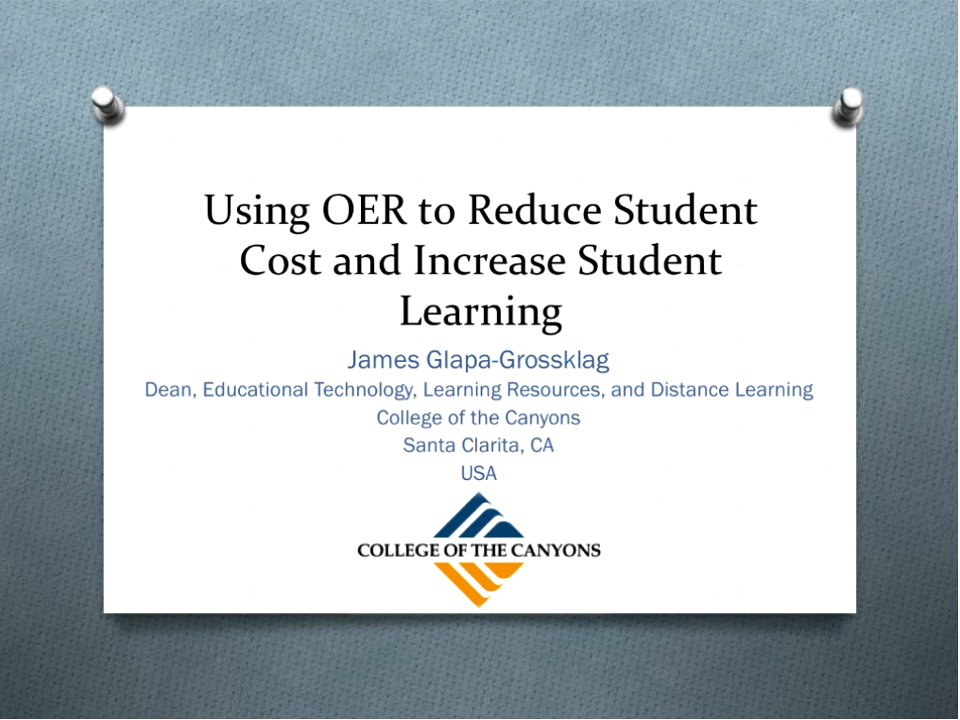 Using OER to Reduce Student
Cost and Increase Student
Learning
James Glapa-Grossklag
Dean, Educational Technology, Learning Resources, and Distance Learning
College of the Canyons
Santa Clarita, CA
USA
COLLEGE OF THE CANYONS